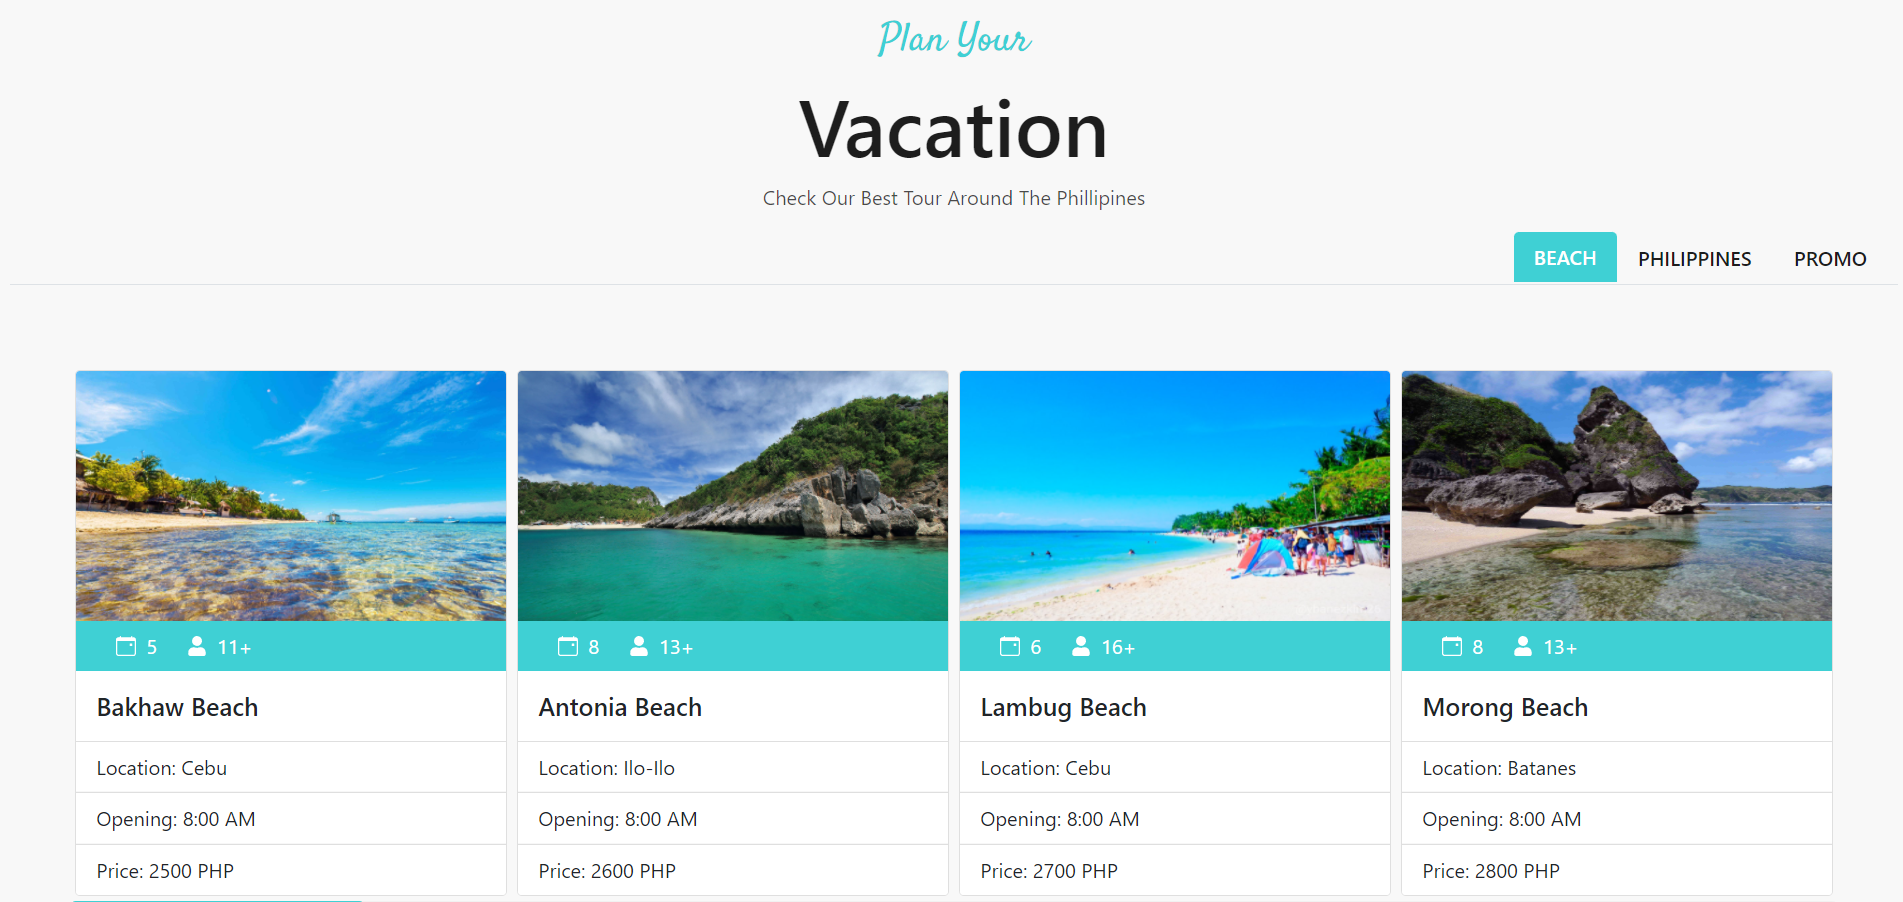 Plan Your
Vacation
Check Our Best Tour Around The Phillipines
BEACH PHILIPPINES PROMO
5 11+
Bakhaw Beach
Location: Cebu
Opening: 8:00 AM
Price: 2500 PHP
8 13+
Antonia Beach
Location: Ilo-Ilo
Opening: 8:00 AM
Price: 2600 PHP
6 16+
Lambug Beach
Location: Cebu
Opening: 8:00 AM
Price: 2700 PHP
8 13+
Morong Beach
Location: Batanes
Opening: 8:00 AM
Price: 2800 PHP